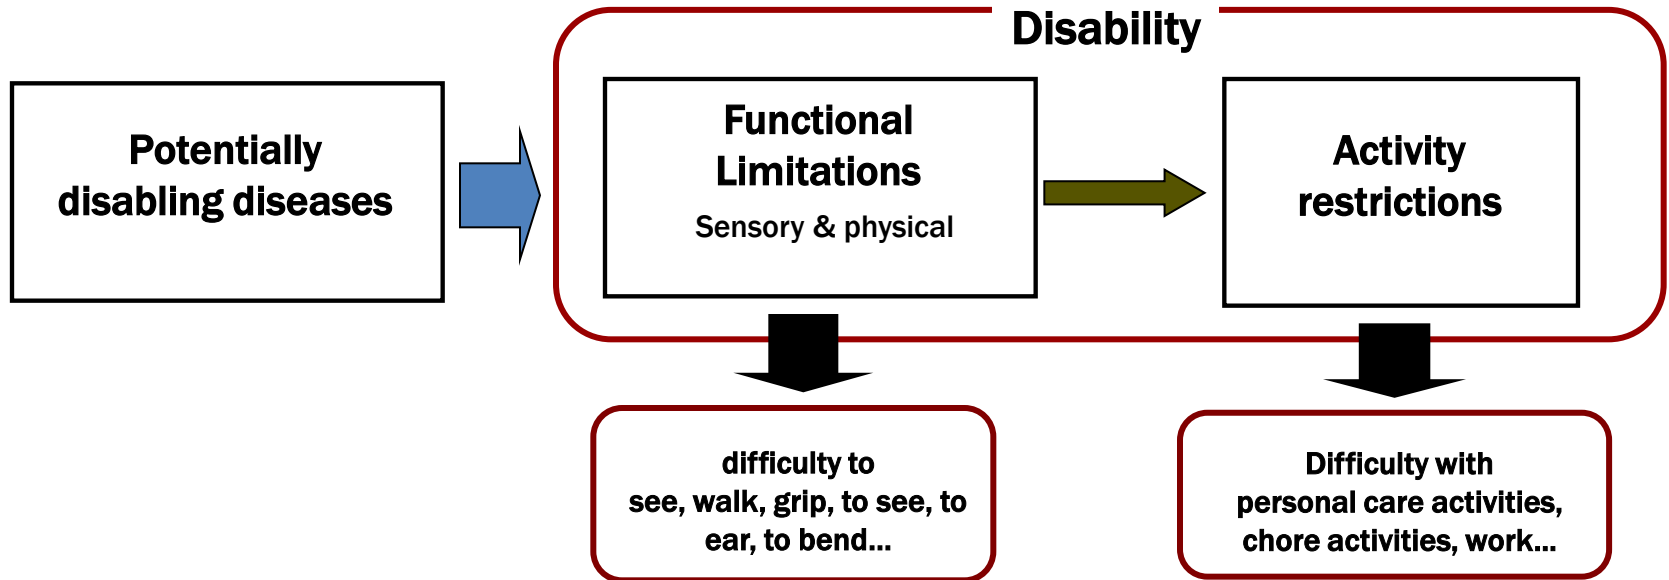 Disability
Potentially
disabling diseases
Functional
Limitations
Sensory & physical
Activity
restrictions
difficulty to
see, walk, grip, to see, to
ear, to bend...
Difficulty with
personal care activities,
chore activities, work...